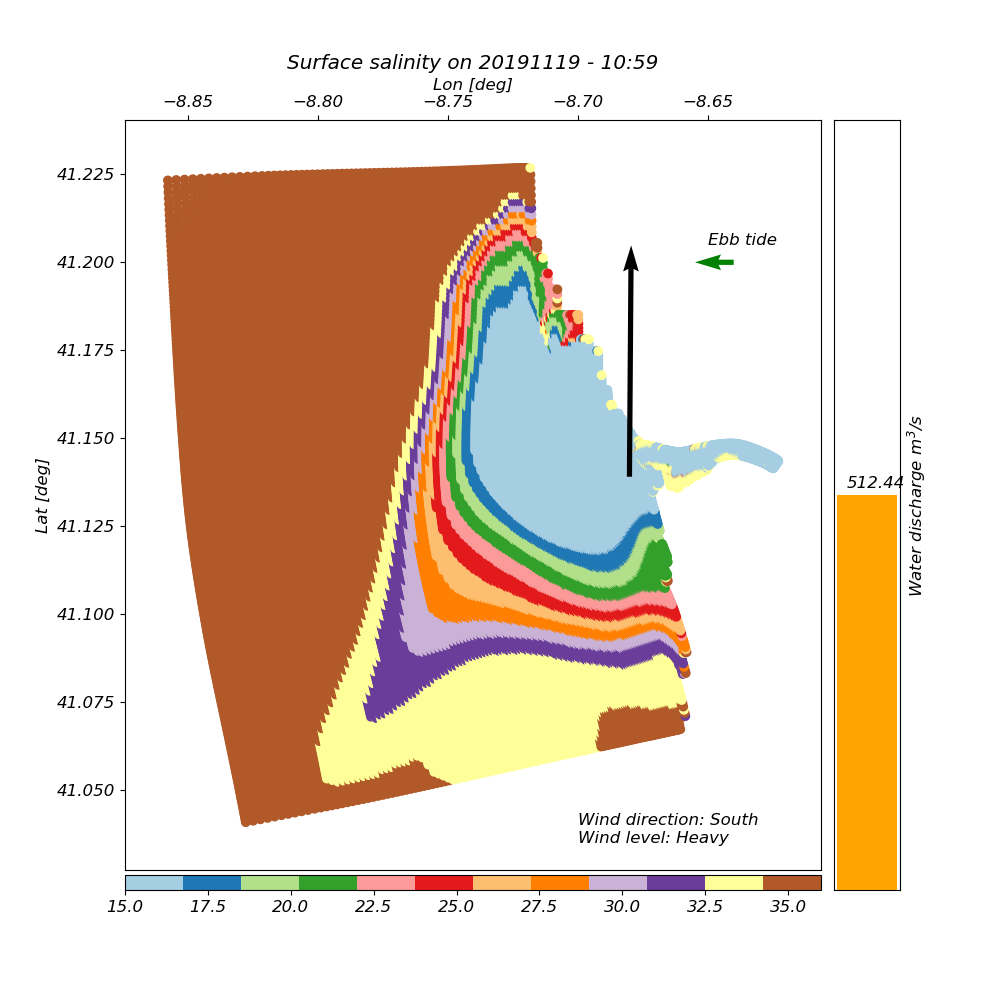 Surface salinity on 20191119 - 10:59
Lon [deg]
−8.85 −8.80 −8.75 −8.70 −8.65
41.225
41.200
41.175
41.150
41.125
41.100
41.075
41.050
Lat [deg]
Ebb tide
Wind direction: South
Wind level: Heavy
512.44
Water discharge m³/s
15.0 17.5 20.0 22.5 25.0 27.5 30.0 32.5 35.0